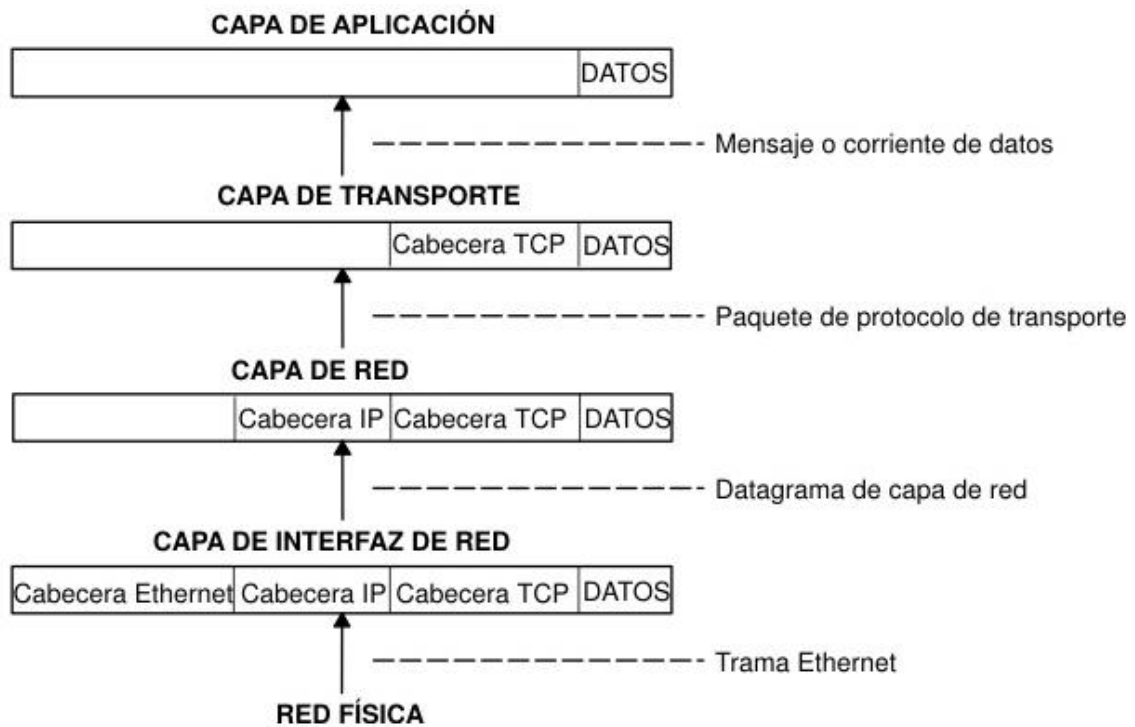 CAPA DE APLICACIÓN
DATOS
Mensaje o corriente de datos
CAPA DE TRANSPORTE
Cabecera TCP DATOS
Paquete de protocolo de transporte
CAPA DE RED
Cabecera IP Cabecera TCP DATOS
Datagrama de capa de red
CAPA DE INTERFAZ DE RED
Cabecera Ethernet Cabecera IP Cabecera TCP DATOS
Trama Ethernet
RED FÍSICA